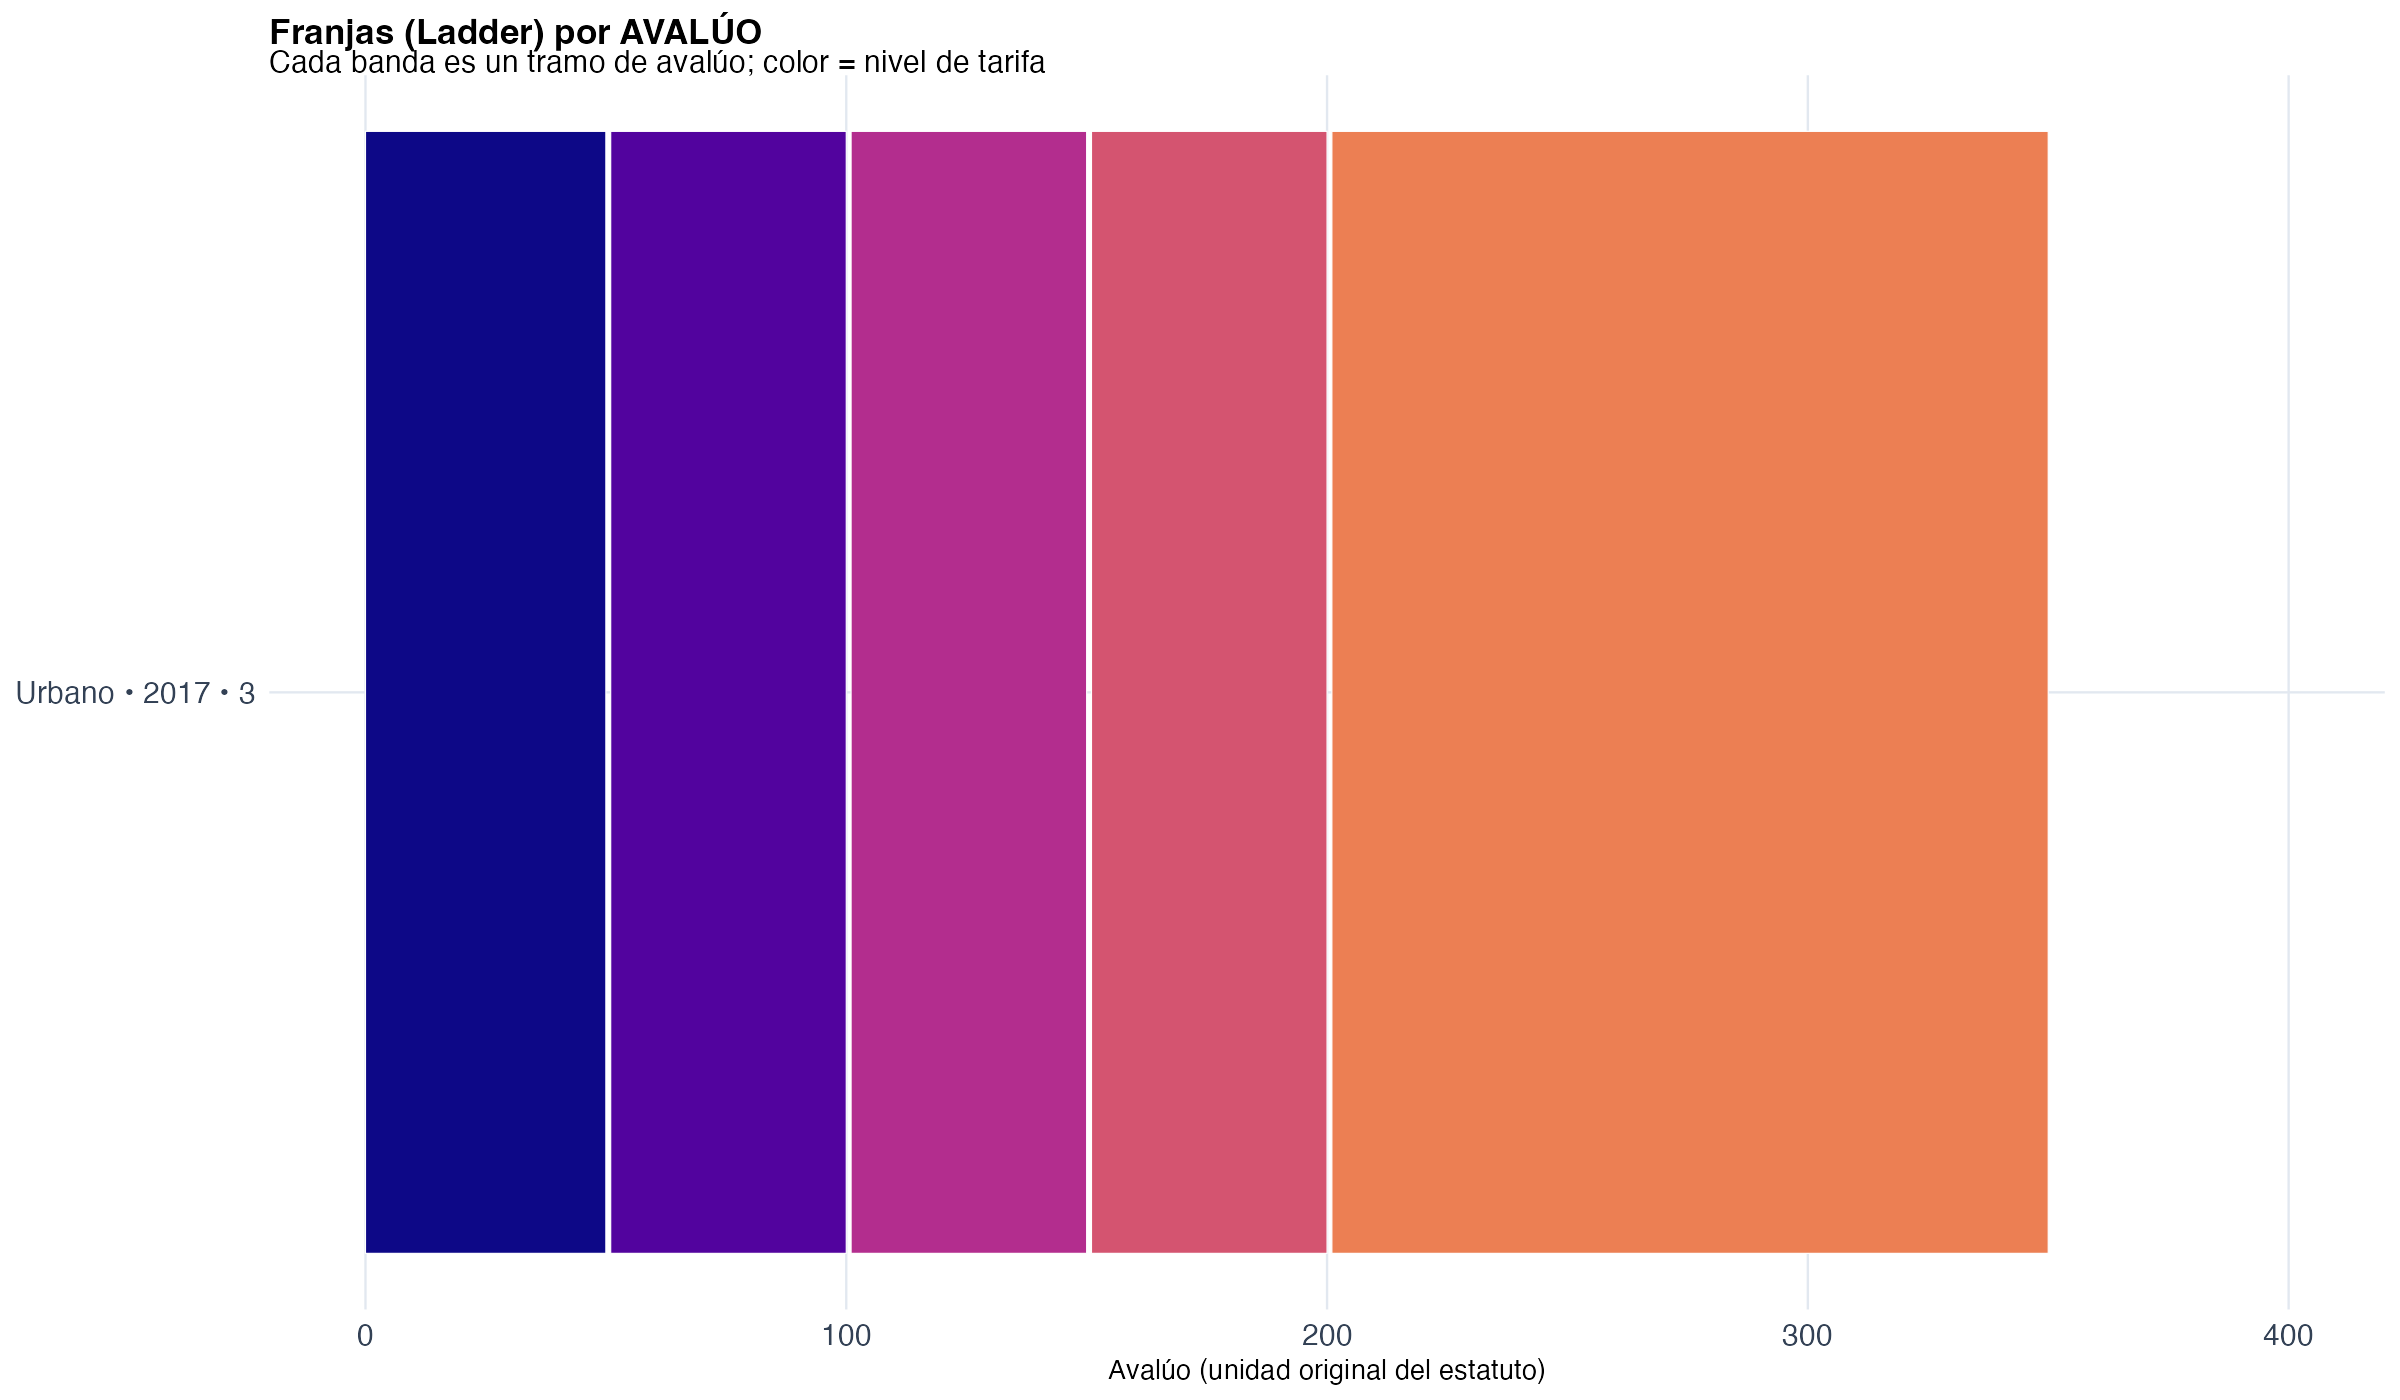 Franjas (Ladder) por AVALÚO
Cada banda es un tramo de avalúo; color = nivel de tarifa
Urbano • 2017 • 3
0 100 200 300 400
Avalúo (unidad original del estatuto)